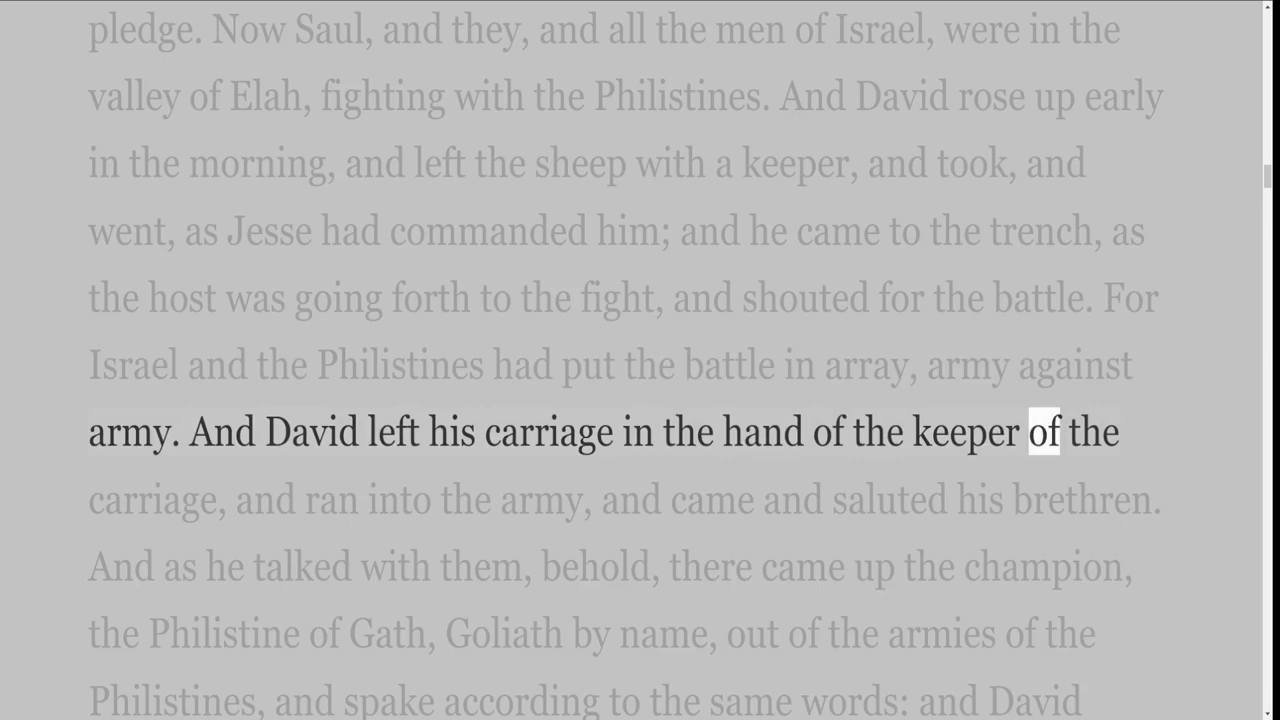 pledge. Now Saul, and they, and all the men of Israel, were in the
valley of Elah, fighting with the Philistines. And David rose up early
in the morning, and left the sheep with a keeper, and took, and
went, as Jesse had commanded him; and he came to the trench, as
the host was going forth to the fight, and shouted for the battle. For
Israel and the Philistines had put the battle in array, army against
army. And David left his carriage in the hand of the keeper of the
carriage, and ran into the army, and came and saluted his brethren.
And as he talked with them, behold, there came up the champion,
the Philistine of Gath, Goliath by name, out of the armies of the
Philistines, and spake according to the same words: and David